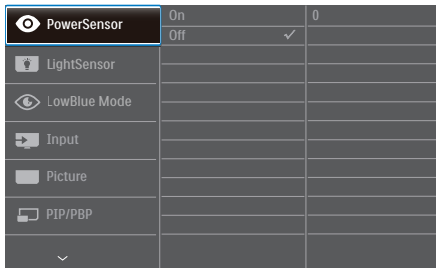 PowerSensor
On
0
Off
LightSensor
LowBlue Mode
Input
Picture
PIP/PBP